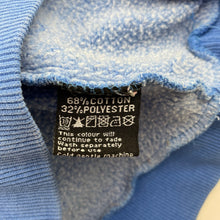 68% COTTON
32% POLYESTER
This colour will
continue to fade
Wash separately
before use
Cold Gentle machine